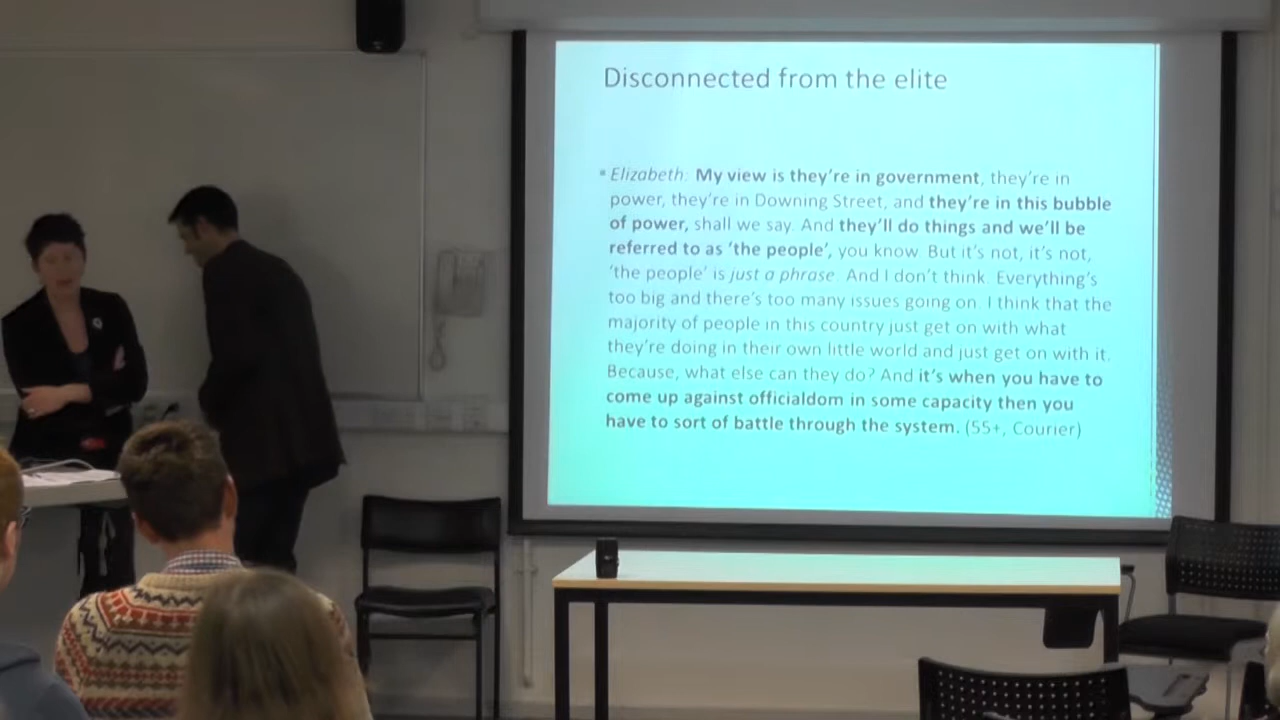 Disconnected from the elite
▪ Elizabeth: My view is they're in government, they're in
power, they're in Downing Street, and they're in this bubble
of power, shall we say. And they'll do things and we'll be
referred to as 'the people', you know. But it's not, it's not,
'the people' is just a phrase. And I don't think. Everything's
too big and there's too many issues going on. I think that the
majority of people in this country just get on with what
they're doing in their own little world and just get on with it.
Because, what else can they do? And it's when you have to
come up against officialdom in some capacity then you
have to sort of battle through the system. (55+, Courier)